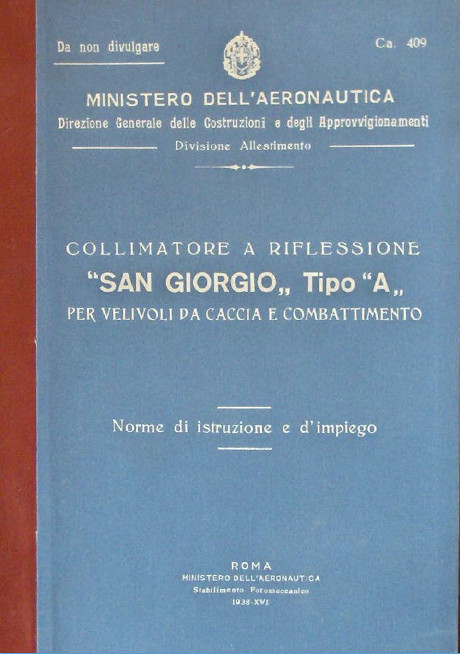 Da non divulgare
Ca. 409
MINISTERO DELL'AERONAUTICA
Direzione Generale delle Costruzioni e degli Approvvigionamenti
Divisione Allestimento
COLLIMATORE A RIFLESSIONE
“SAN GIORGIO„ Tipo “A„
PER VELIVOLI DA CACCIA E COMBATTIMENTO
Norme di istruzione e d'impiego
ROMA
MINISTERO DELL'AERONAUTICA
Stabilimento Fotomeccanico
1938-XVI